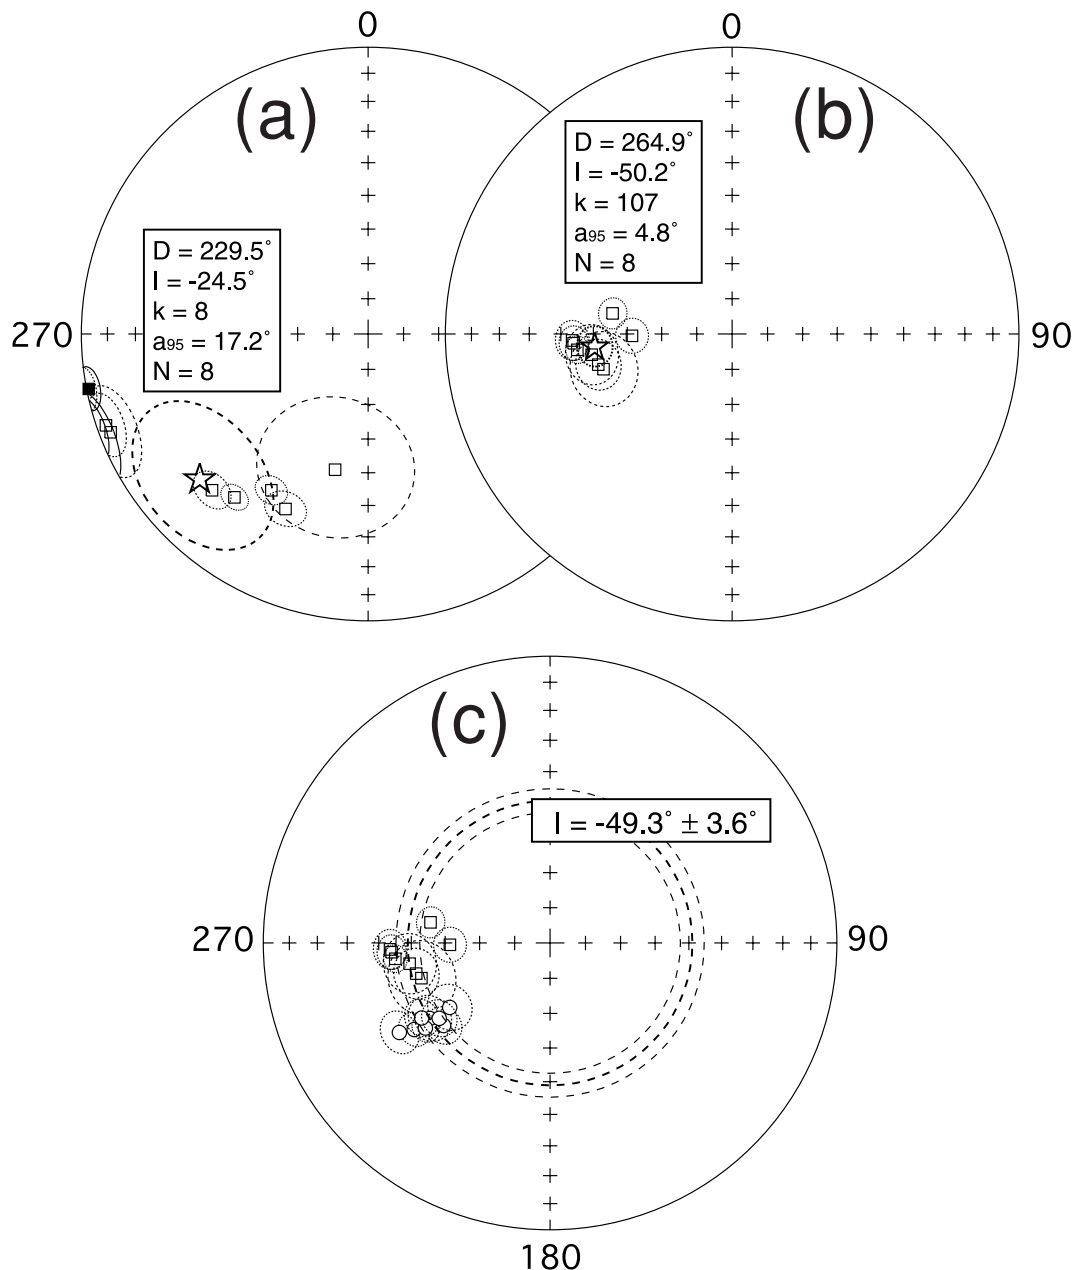 0
0
(a)
(b)
D = 264.9°
I = -50.2°
k = 107
a95 = 4.8°
N = 8
D = 229.5°
I = -24.5°
k = 8
a95 = 17.2°
N = 8
270
90
(c)
I = -49.3° ± 3.6°
270
90
180